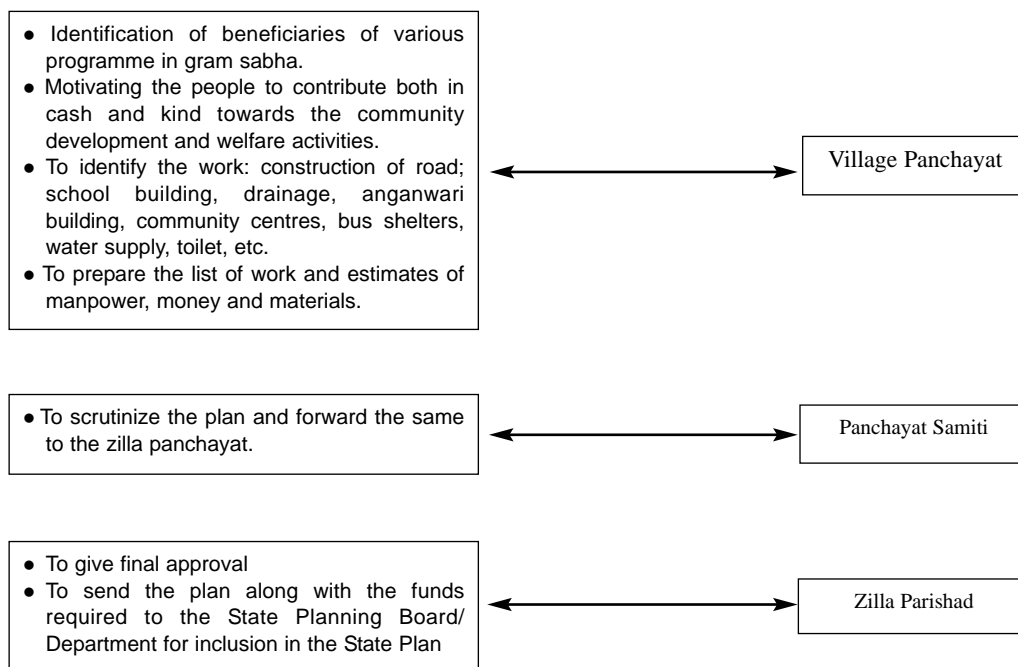 ● Identification of beneficiaries of various
programme in gram sabha.
● Motivating the people to contribute both in
cash and kind towards the community
development and welfare activities.
● To identify the work: construction of road;
school building, drainage, anganwari
building, community centres, bus shelters,
water supply, toilet, etc.
● To prepare the list of work and estimates of
manpower, money and materials.
Village Panchayat
● To scrutinize the plan and forward the same
to the zilla panchayat.
Panchayat Samiti
● To give final approval
● To send the plan along with the funds
required to the State Planning Board/
Department for inclusion in the State Plan
Zilla Parishad